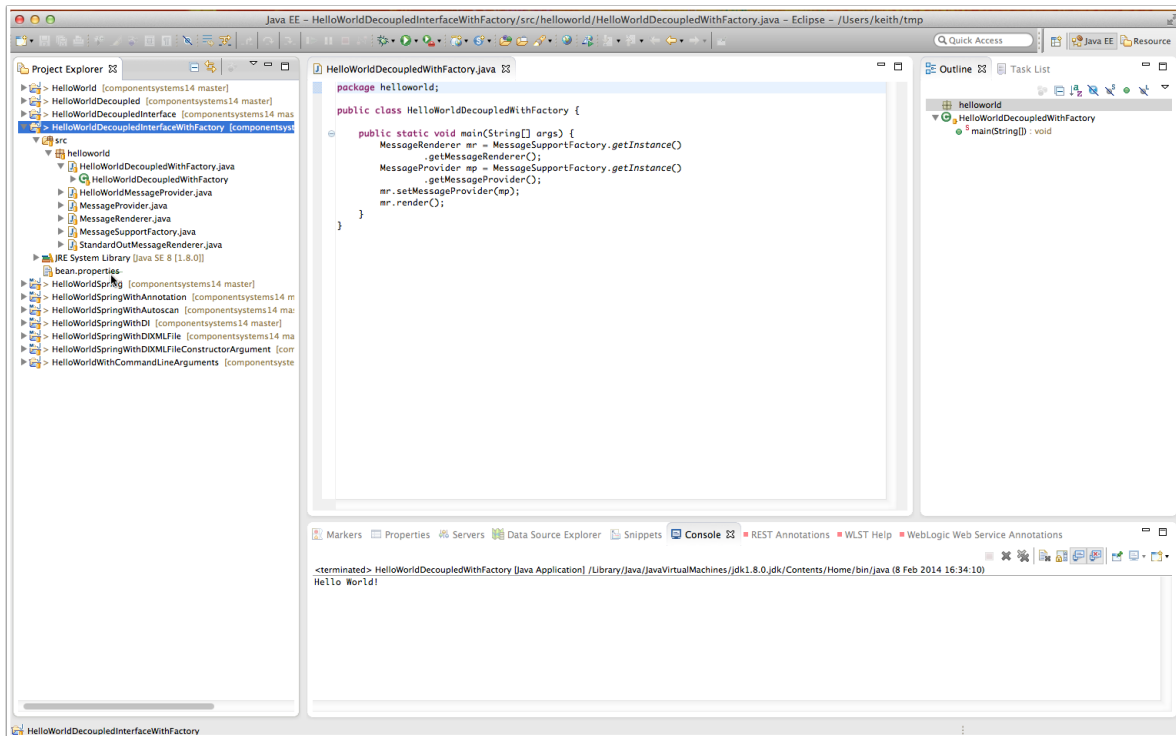 Java EE – HelloWorldDecoupledInterfaceWithFactory/src/helloworld/HelloWorldDecoupledWithFactory.java – Eclipse – /Users/keith/tmp
Quick Access
Java EE
Resource
Project Explorer
> HelloWorld [componentsystems14 master]
> HelloWorldDecoupled [componentsystems14 master]
> HelloWorldDecoupledInterface [componentsystems14 mas
> HelloWorldDecoupledInterfaceWithFactory [componentsyst
src
helloworld
HelloWorldDecoupledWithFactory.java
HelloWorldDecoupledWithFactory
HelloWorldMessageProvider.java
MessageProvider.java
MessageRenderer.java
MessageSupportFactory.java
StandardOutMessageRenderer.java
JRE System Library [Java SE 8 [1.8.0]]
bean.properties
> HelloWorldSpring [componentsystems14 master]
> HelloWorldSpringWithAnnotation [componentsystems14 m
> HelloWorldSpringWithAutoscan [componentsystems14 mas
> HelloWorldSpringWithDI [componentsystems14 master]
> HelloWorldSpringWithDIXMLFile [componentsystems14 ma
> HelloWorldSpringWithDIXMLFileConstructorArgument [com
> HelloWorldWithCommandLineArguments [componentsyste
HelloWorldDecoupledWithFactory.java
package helloworld;
public class HelloWorldDecoupledWithFactory {
public static void main(String[] args) {
MessageRenderer mr = MessageSupportFactory.getInstance()
.getMessageRenderer();
MessageProvider mp = MessageSupportFactory.getInstance()
.getMessageProvider();
mr.setMessageProvider(mp);
mr.render();
}
}
Outline
Task List
helloworld
HelloWorldDecoupledWithFactory
S main(String[]) : void
Markers Properties Servers Data Source Explorer Snippets Console REST Annotations WLST Help WebLogic Web Service Annotations
<terminated> HelloWorldDecoupledWithFactory [Java Application] /Library/Java/JavaVirtualMachines/jdk1.8.0.jdk/Contents/Home/bin/java (8 Feb 2014 16:34:10)
Hello World!
HelloWorldDecoupledInterfaceWithFactory